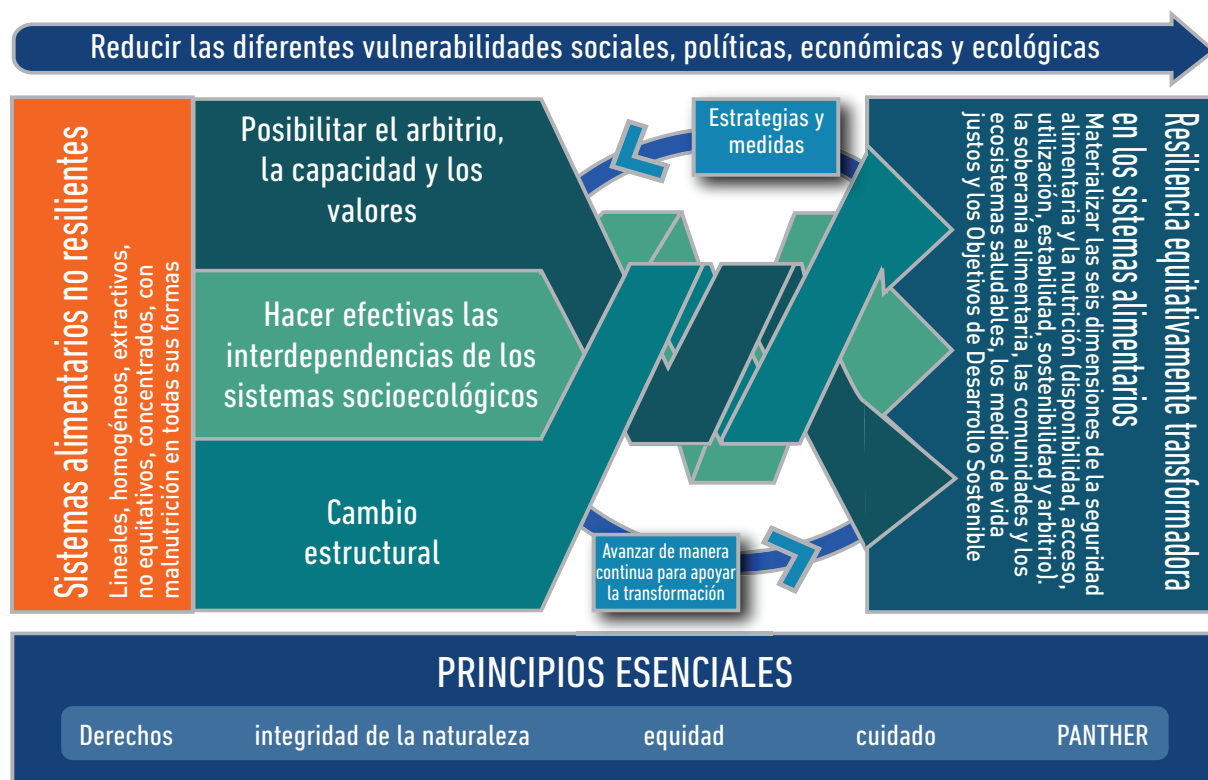 Reducir las diferentes vulnerabilidades sociales, políticas, económicas y ecológicas
Sistemas alimentarios no resilientes
Lineales, homogéneos, extractivos,
no equitativos, concentrados, con
malnutrición en todas sus formas
Posibilitar el arbitrio,
la capacidad y los
valores
Hacer efectivas las
interdependencias de los
sistemas socioecológicos
Cambio
estructural
Estrategias y
medidas
Avanzar de manera
continua para apoyar
la transformación
Resiliencia equitativamente transformadora
en los sistemas alimentarios
Materializar las seis dimensiones de la seguridad
alimentaria y la nutrición (disponibilidad, acceso,
utilización, estabilidad, sostenibilidad y arbitrio).
la soberanía alimentaria, las comunidades y los
ecosistemas saludables, los medios de vida
justos y los Objetivos de Desarrollo Sostenible
PRINCIPIOS ESENCIALES
Derechos integridad de la naturaleza equidad cuidado PANTHER